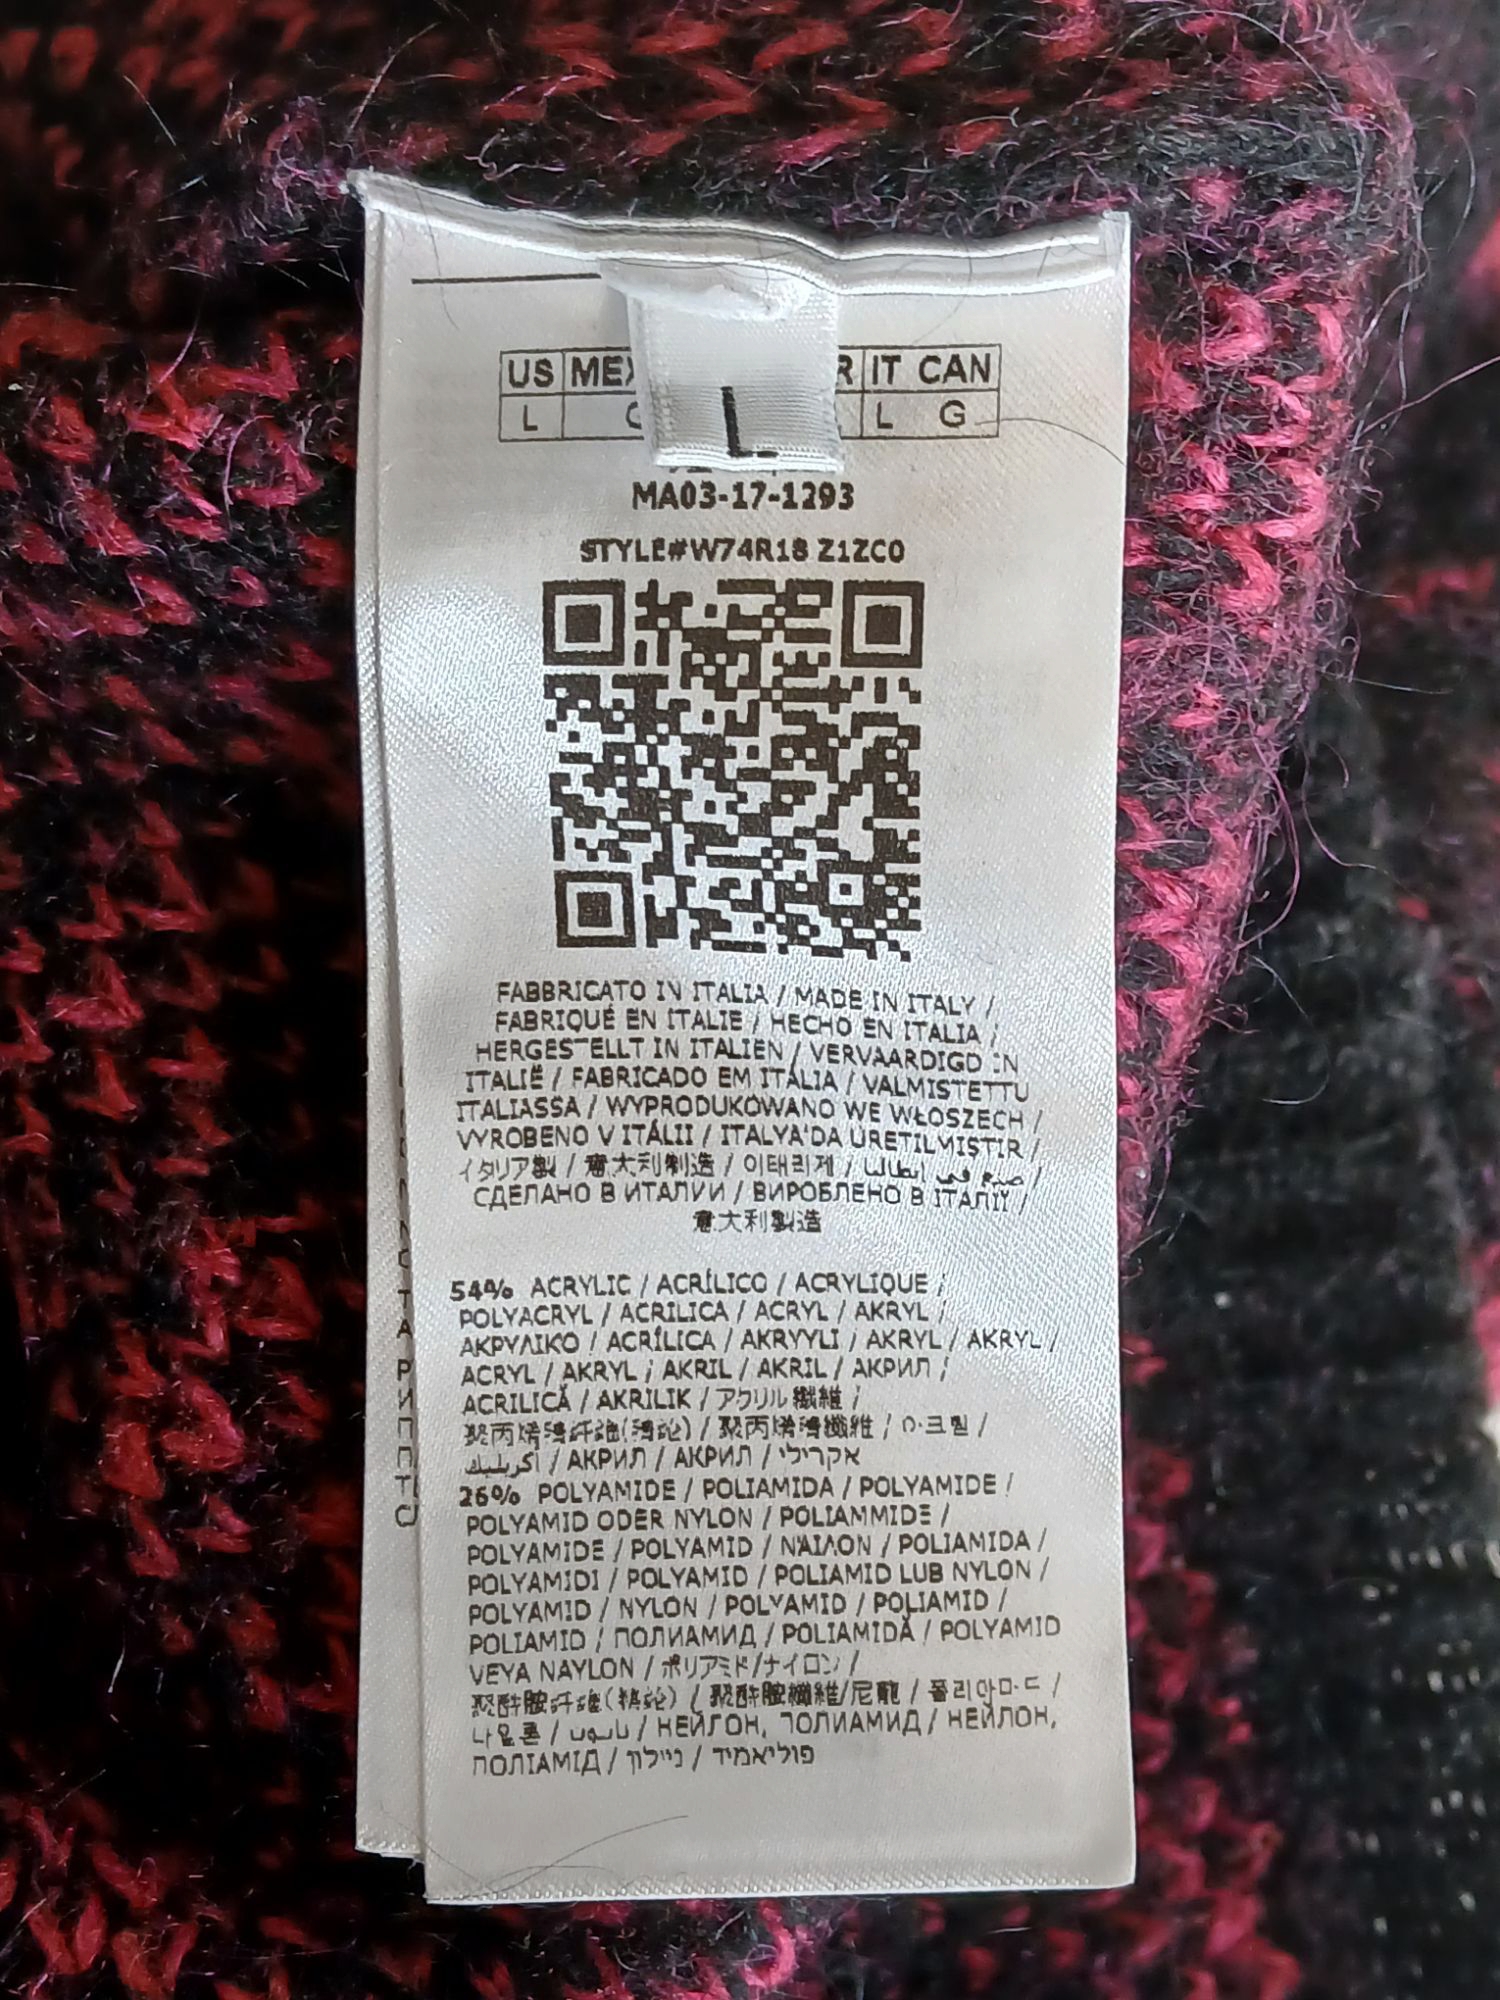 US MEX IT CAN
L L L G
MA03-17-1293
STYLE#W74R18 Z1ZC0
FABBRICATO IN ITALIA / MADE IN ITALY /
FABRIQUÉ EN ITALIE / HECHO EN ITALIA /
HERGESTELLT IN ITALIEN / VERVAARDIGD IN
ITALIË / FABRICADO EM ITÁLIA / VALMISTETTU
ITALIASSA / WYPRODUKOWANO WE WŁOSZECH /
VYROBENO V ITÁLII / ITALYA'DA URETILMISTIR /
イタリア製 / 意大利制造 / 이태리제 / صنع في إيطاليا /
СДЕЛАНО В ИТАЛИИ / ВИРОБЛЕНО В ІТАЛІЇ /
意大利製造
54% ACRYLIC / ACRÍLICO / ACRYLIQUE /
POLYACRYL / ACRILICA / ACRYL / AKRYL /
ΑΚΡΥΛΙΚΟ / ACRÍLICA / AKRYYLI / AKRYL / AKRYL /
ACRYL / AKRYL / AKRIL / AKRIL / АКРИЛ /
ACRILICĂ / AKRILIK / アクリル繊維 /
聚丙烯腈纤维(腈纶) / 聚丙烯腈纖維 / 아크릴 /
أكريليك / АКРИЛ / АКРИЛ / אקרילי
26% POLYAMIDE / POLIAMIDA / POLYAMIDE /
POLYAMID ODER NYLON / POLIAMMIDE /
POLYAMIDE / POLYAMID / ΝΑΙΛΟΝ / POLIAMIDA /
POLYAMIDI / POLYAMID / POLIAMID LUB NYLON /
POLYAMID / NYLON / POLYAMID / POLIAMID /
POLIAMID / ПОЛИАМИД / POLIAMIDĂ / POLYAMID
VEYA NAYLON / ポリアミド/ナイロン /
聚酰胺纤维(锦纶) / 聚酰胺纖維/尼龍 / 폴리아미드 /
나일론 / نايلون / НЕЙЛОН, ПОЛИАМИД / НЕЙЛОН,
ПОЛІАМІД / ניילון / פוליאמיד